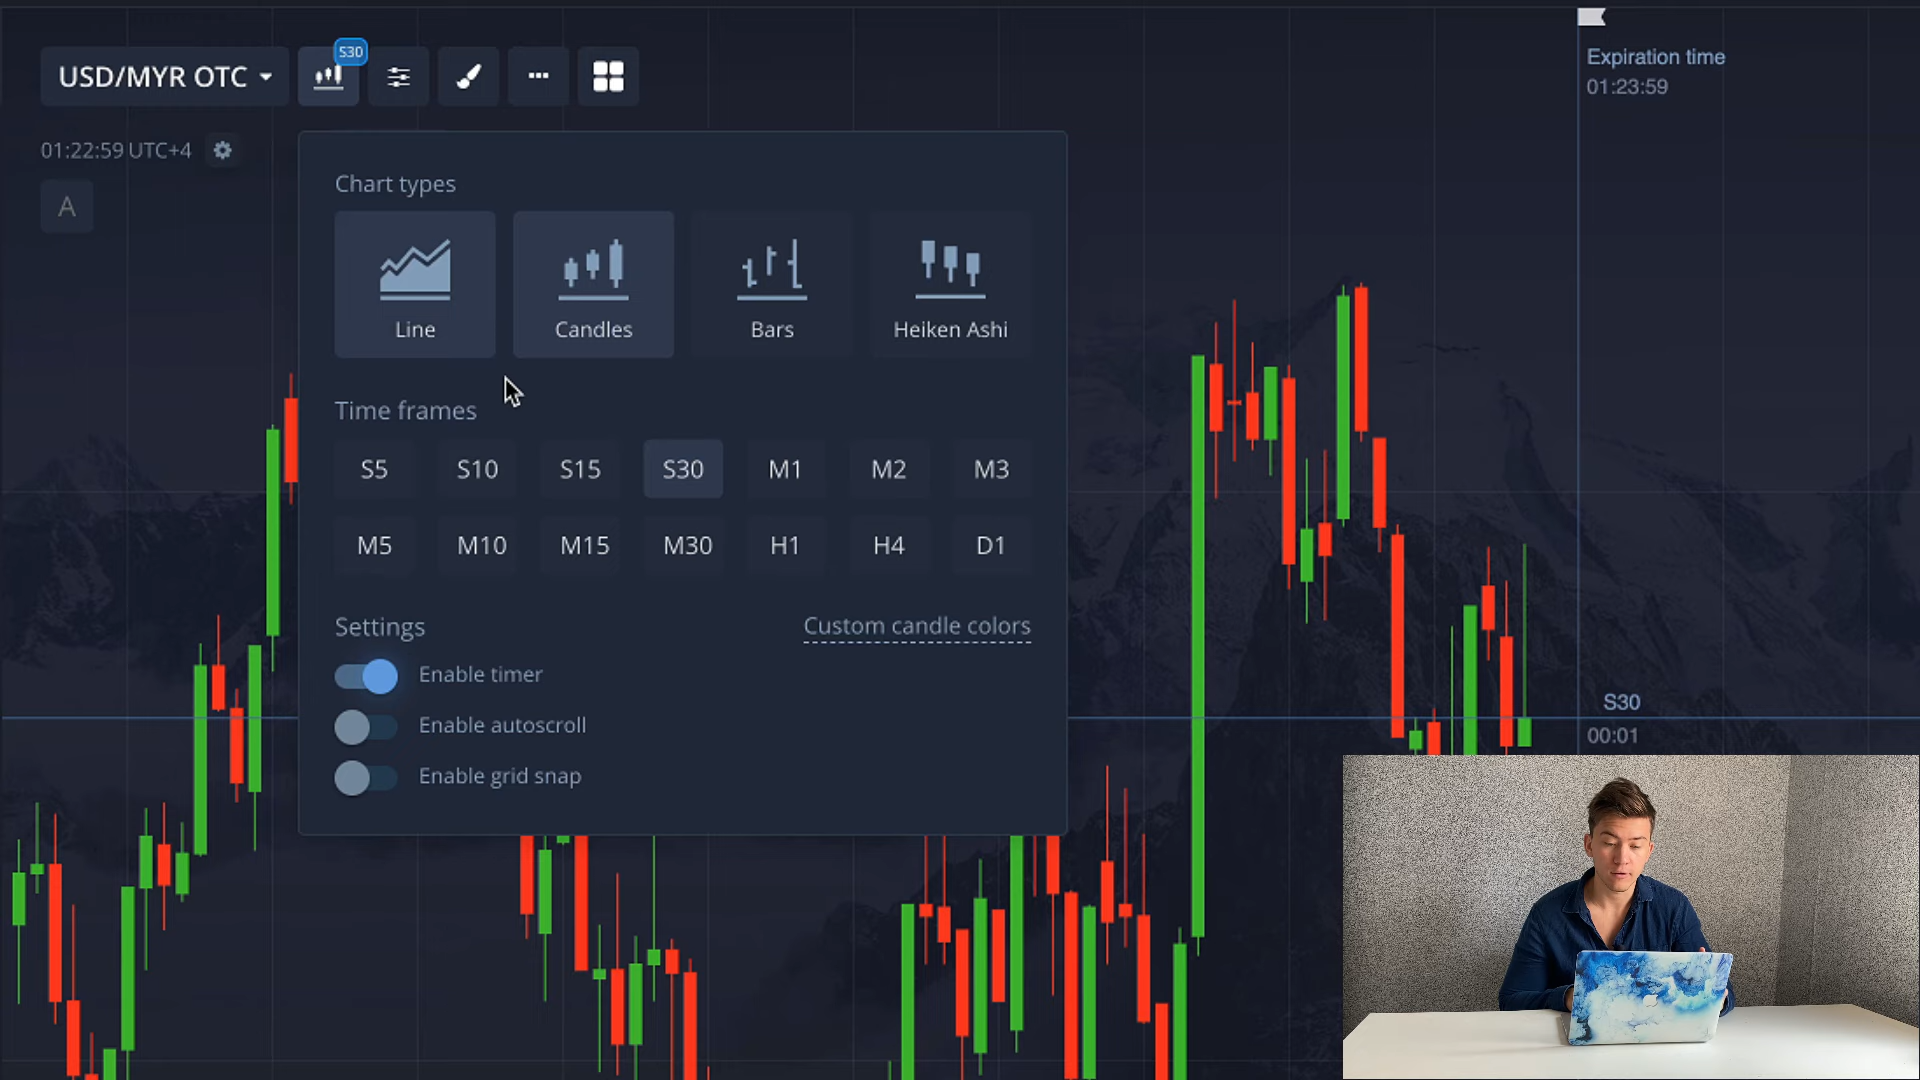 S30
USD/MYR OTC
Expiration time
01:23:59
01:22:59 UTC+4
A
Chart types
Line
Candles
Bars
Heiken Ashi
Time frames
S5
S10
S15
S30
M1
M2
M3
M5
M10
M15
M30
H1
H4
D1
Settings
Custom candle colors
Enable timer
Enable autoscroll
Enable grid snap
S30
00:01